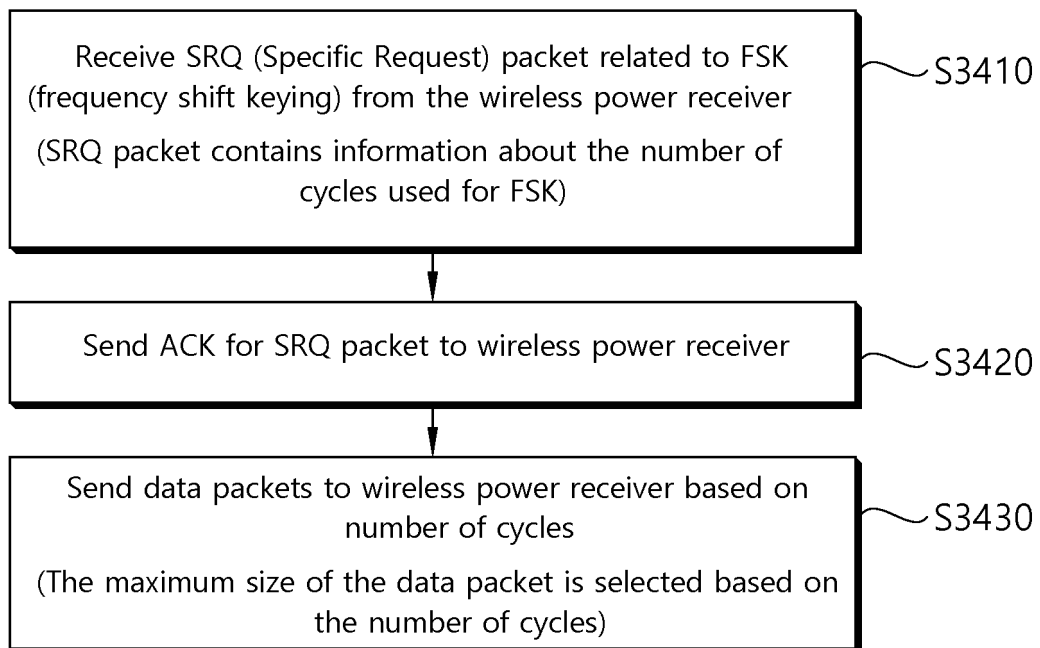 Receive SRQ (Specific Request) packet related to FSK
(frequency shift keying) from the wireless power receiver
(SRQ packet contains information about the number of
cycles used for FSK)
S3410
Send ACK for SRQ packet to wireless power receiver
S3420
Send data packets to wireless power receiver based on
number of cycles
(The maximum size of the data packet is selected based on
the number of cycles)
S3430